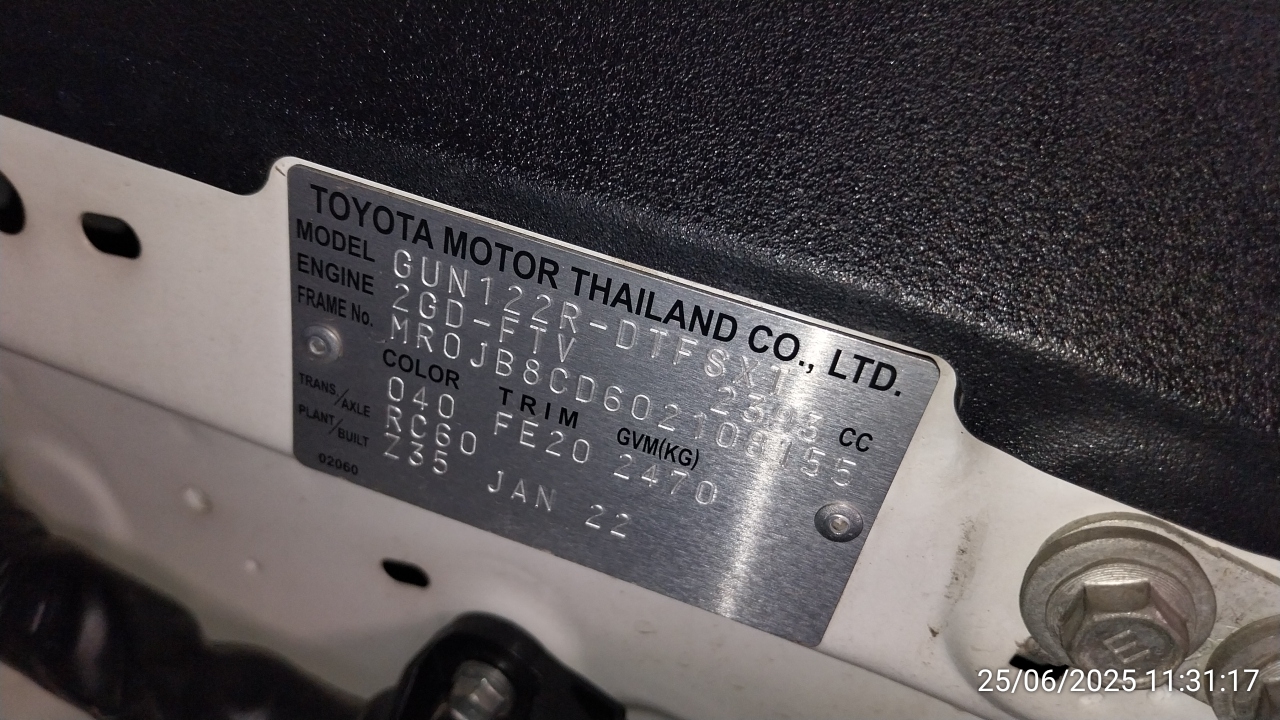 TOYOTA MOTOR THAILAND CO., LTD.
MODEL GUN122R-DTFSXT
ENGINE 2GD-FTV 2393 CC
FRAME No.
COLOR TRIM GVM(KG)
040 FE20 2470
TRANS/AXLE RC60
PLANT/BUILT Z35 JAN 22
02060
25/06/2025 11:31:17